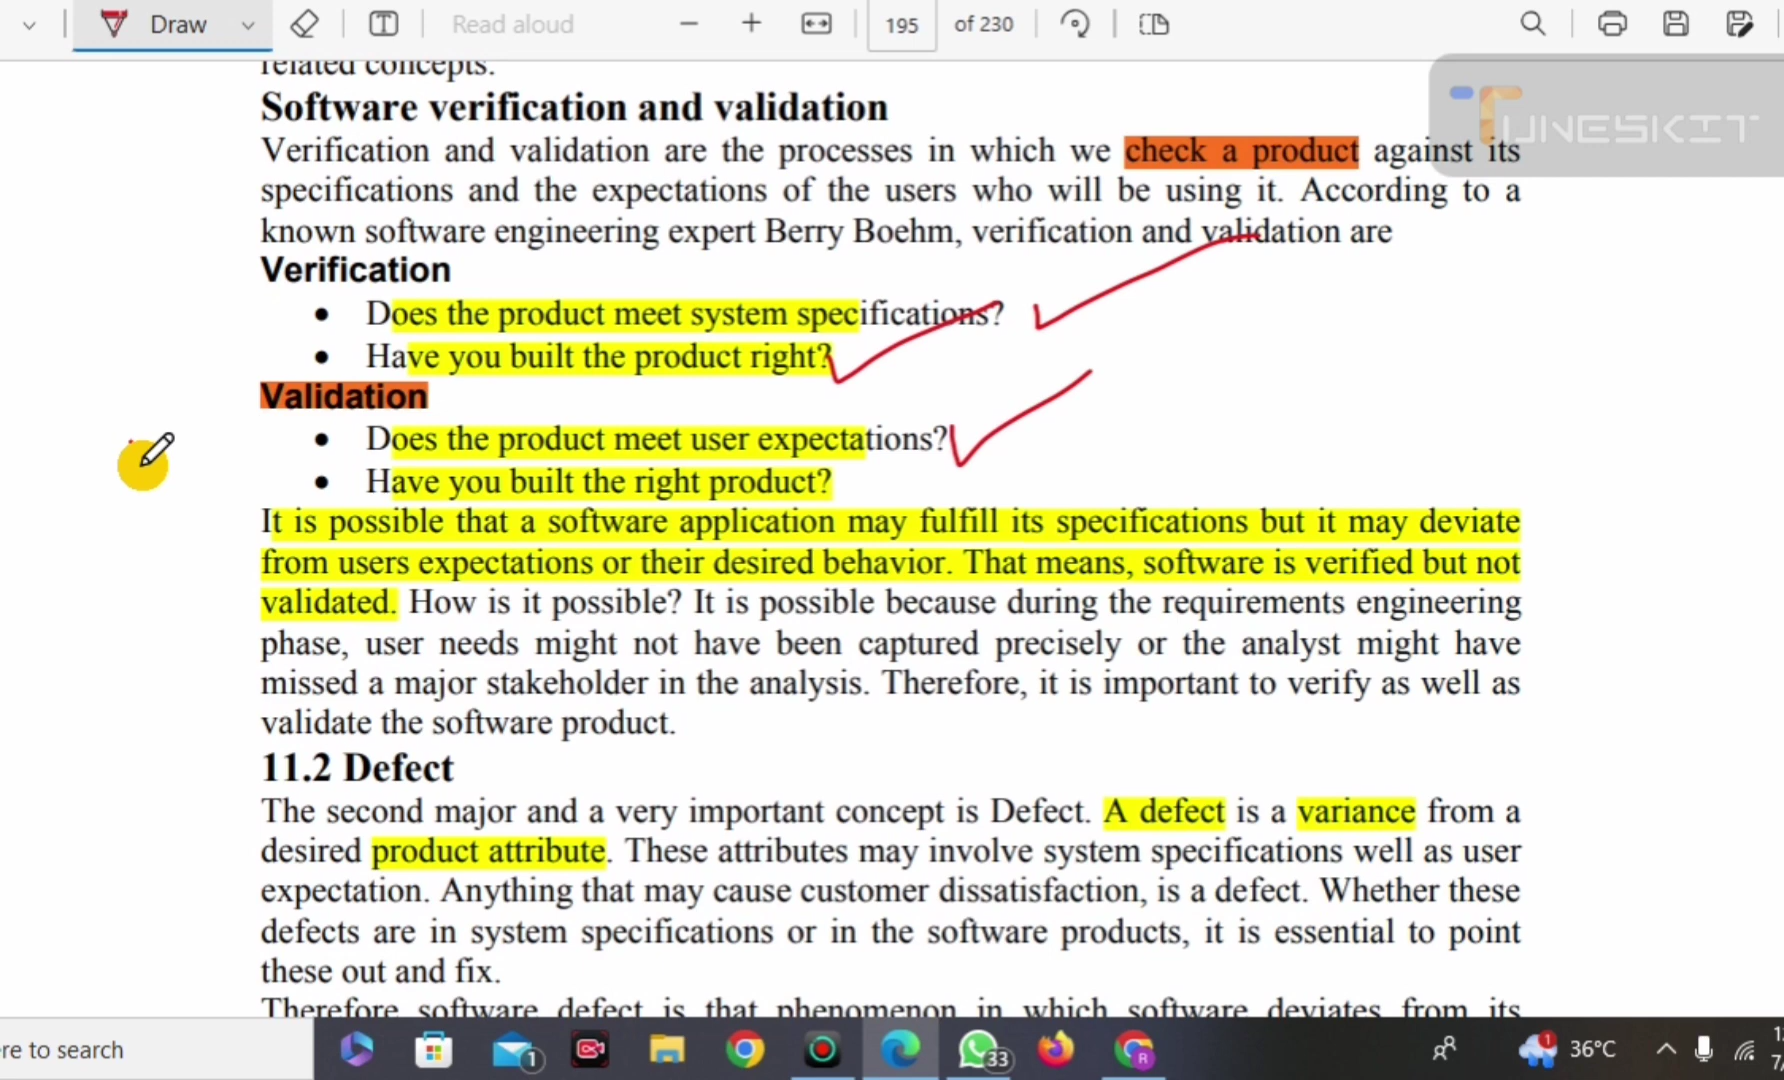 Draw
Read aloud
195
of 230
related concepts.
TUNESKIT
Software verification and validation
Verification and validation are the processes in which we check a product against its
specifications and the expectations of the users who will be using it. According to a
known software engineering expert Berry Boehm, verification and validation are
Verification
• Does the product meet system specifications?
• Have you built the product right?
Validation
• Does the product meet user expectations?
• Have you built the right product?
It is possible that a software application may fulfill its specifications but it may deviate
from users expectations or their desired behavior. That means, software is verified but not
validated. How is it possible? It is possible because during the requirements engineering
phase, user needs might not have been captured precisely or the analyst might have
missed a major stakeholder in the analysis. Therefore, it is important to verify as well as
validate the software product.
11.2 Defect
The second major and a very important concept is Defect. A defect is a variance from a
desired product attribute. These attributes may involve system specifications well as user
expectation. Anything that may cause customer dissatisfaction, is a defect. Whether these
defects are in system specifications or in the software products, it is essential to point
these out and fix.
Therefore software defect is that phenomenon in which software deviates from its
re to search
1
33
R
1
36°C